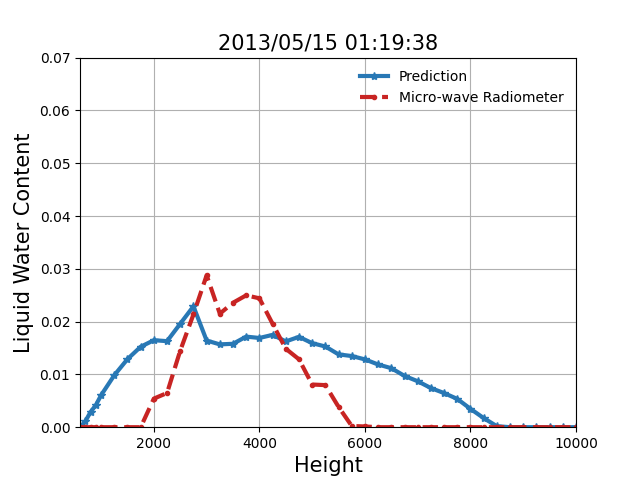 2013/05/15 01:19:38
Prediction
Micro-wave Radiometer
Liquid Water Content
0.07
0.06
0.05
0.04
0.03
0.02
0.01
0.00
2000 4000 6000 8000 10000
Height